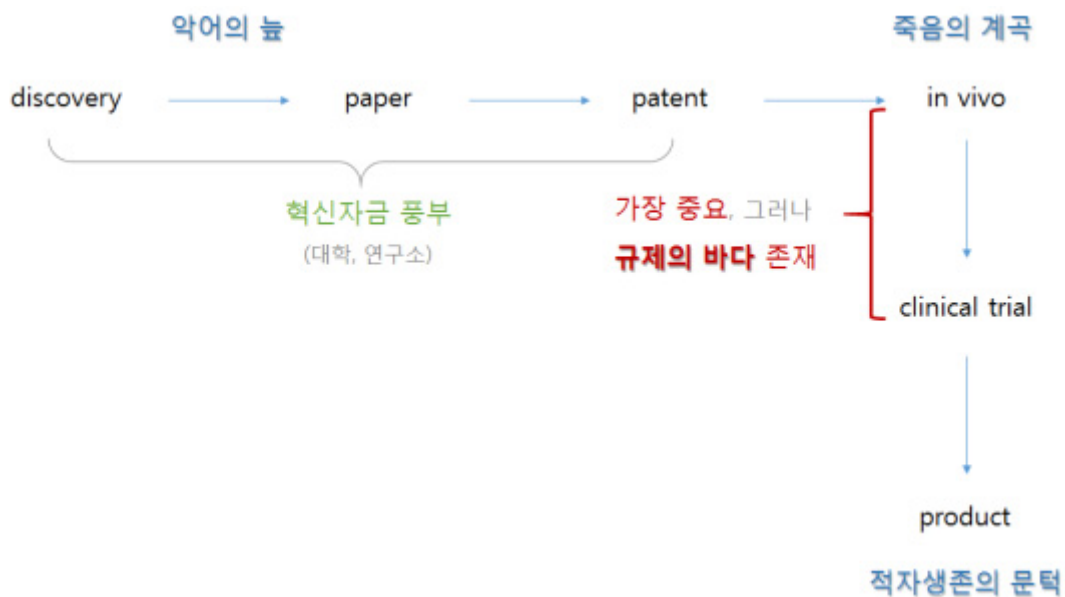 악어의 늪
죽음의 계곡
discovery
paper
patent
in vivo
혁신자금 풍부
(대학, 연구소)
가장 중요, 그러나
규제의 바다 존재
clinical trial
product
적자생존의 문턱